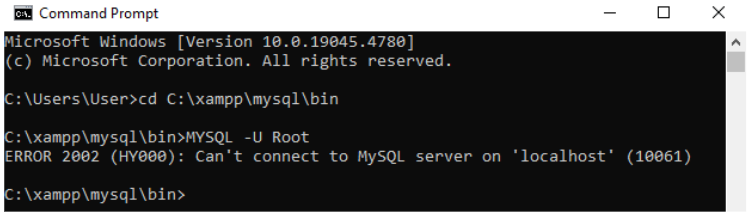 Command Prompt
Microsoft Windows [Version 10.0.19045.4780]
(c) Microsoft Corporation. All rights reserved.
C:\Users\User>cd C:\xampp\mysql\bin
C:\xampp\mysql\bin>MYSQL -U Root
ERROR 2002 (HY000): Can't connect to MySQL server on 'localhost' (10061)
C:\xampp\mysql\bin>